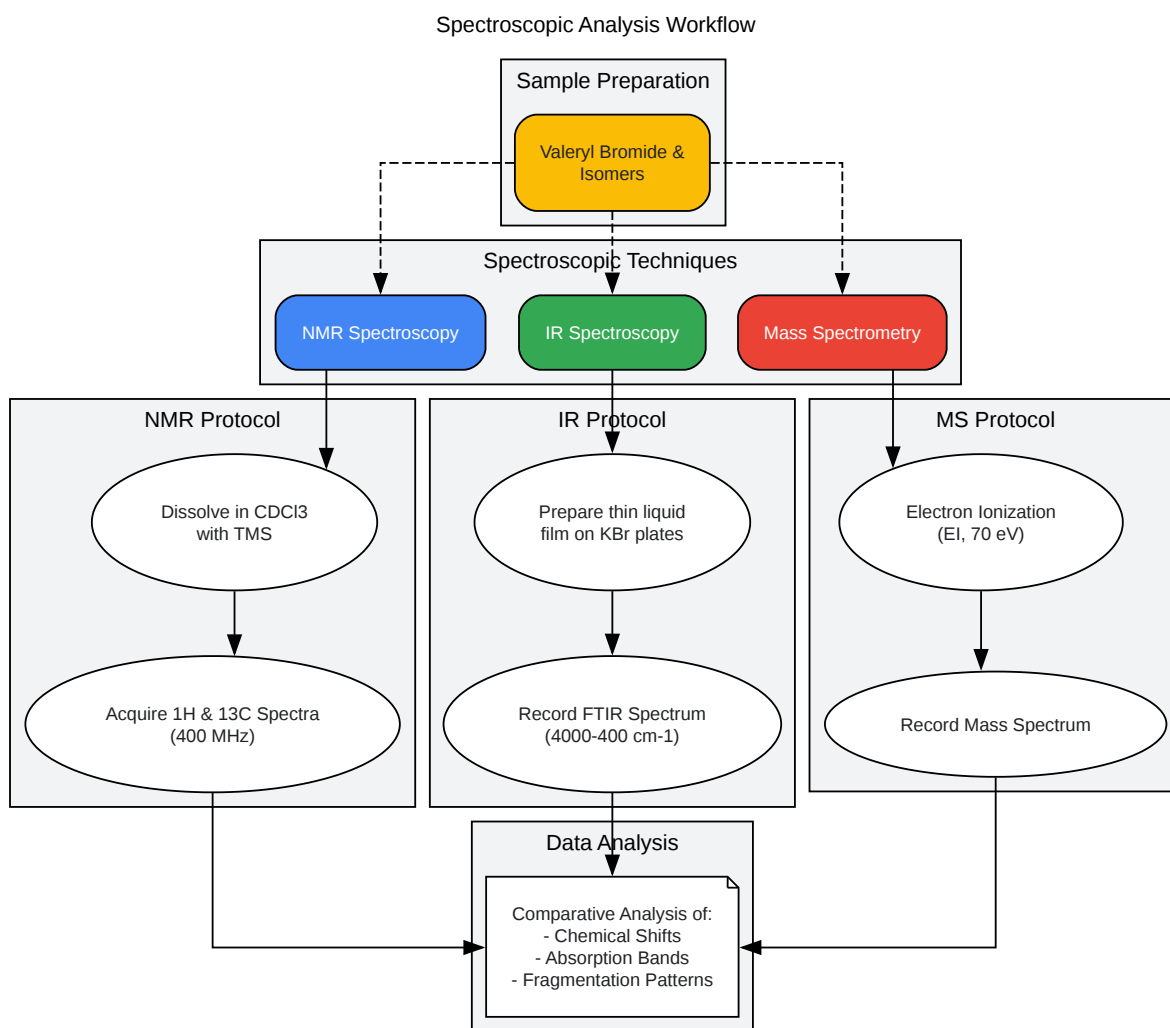 Spectroscopic Analysis Workflow
Sample Preparation
Valeryl Bromide &
Isomers
Spectroscopic Techniques
NMR Spectroscopy
IR Spectroscopy
Mass Spectrometry
NMR Protocol
IR Protocol
MS Protocol
Dissolve in CDCl3
with TMS
Prepare thin liquid
film on KBr plates
Electron Ionization
(EI, 70 eV)
Acquire 1H & 13C Spectra
(400 MHz)
Record FTIR Spectrum
(4000-400 cm-1)
Record Mass Spectrum
Data Analysis
Comparative Analysis of:
- Chemical Shifts
- Absorption Bands
- Fragmentation Patterns